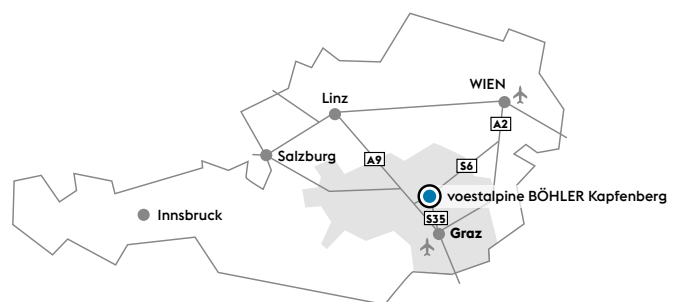 WIEN
Linz
A2
Salzburg
A9
S6
voestalpine BÖHLER Kapfenberg
Innsbruck
S35
Graz